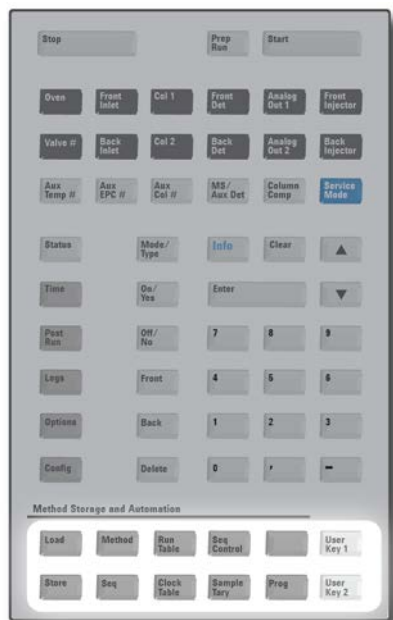 Stop
Prep Run
Start
Oven
Front Inlet
Col 1
Front Det
Analog Out 1
Front Injector
Valve #
Back Inlet
Col 2
Back Det
Analog Out 2
Back Injector
Aux Temp #
Aux EPC #
Aux Col #
MS/ Aux Det
Column Comp
Service Mode
Status
Mode/ Type
Info
Clear
▲
Time
On/ Yes
Enter
▼
Post Run
Off/ No
7
8
9
Logs
Front
4
5
6
Options
Back
1
2
3
Config
Delete
0
,
–
Method Storage and Automation
Load
Method
Run Table
Seq Control
User Key 1
Store
Seq
Clock Table
Sample Tary
Prog
User Key 2